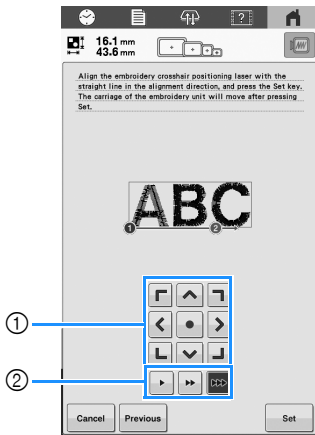 ?
16.1 mm
43.6 mm
Align the embroidery crosshair positioning laser with the
straight line in the alignment direction, and press the Set key.
The carriage of the embroidery unit will move after pressing
Set.
ABC
1 2
①
②
Cancel Previous Set